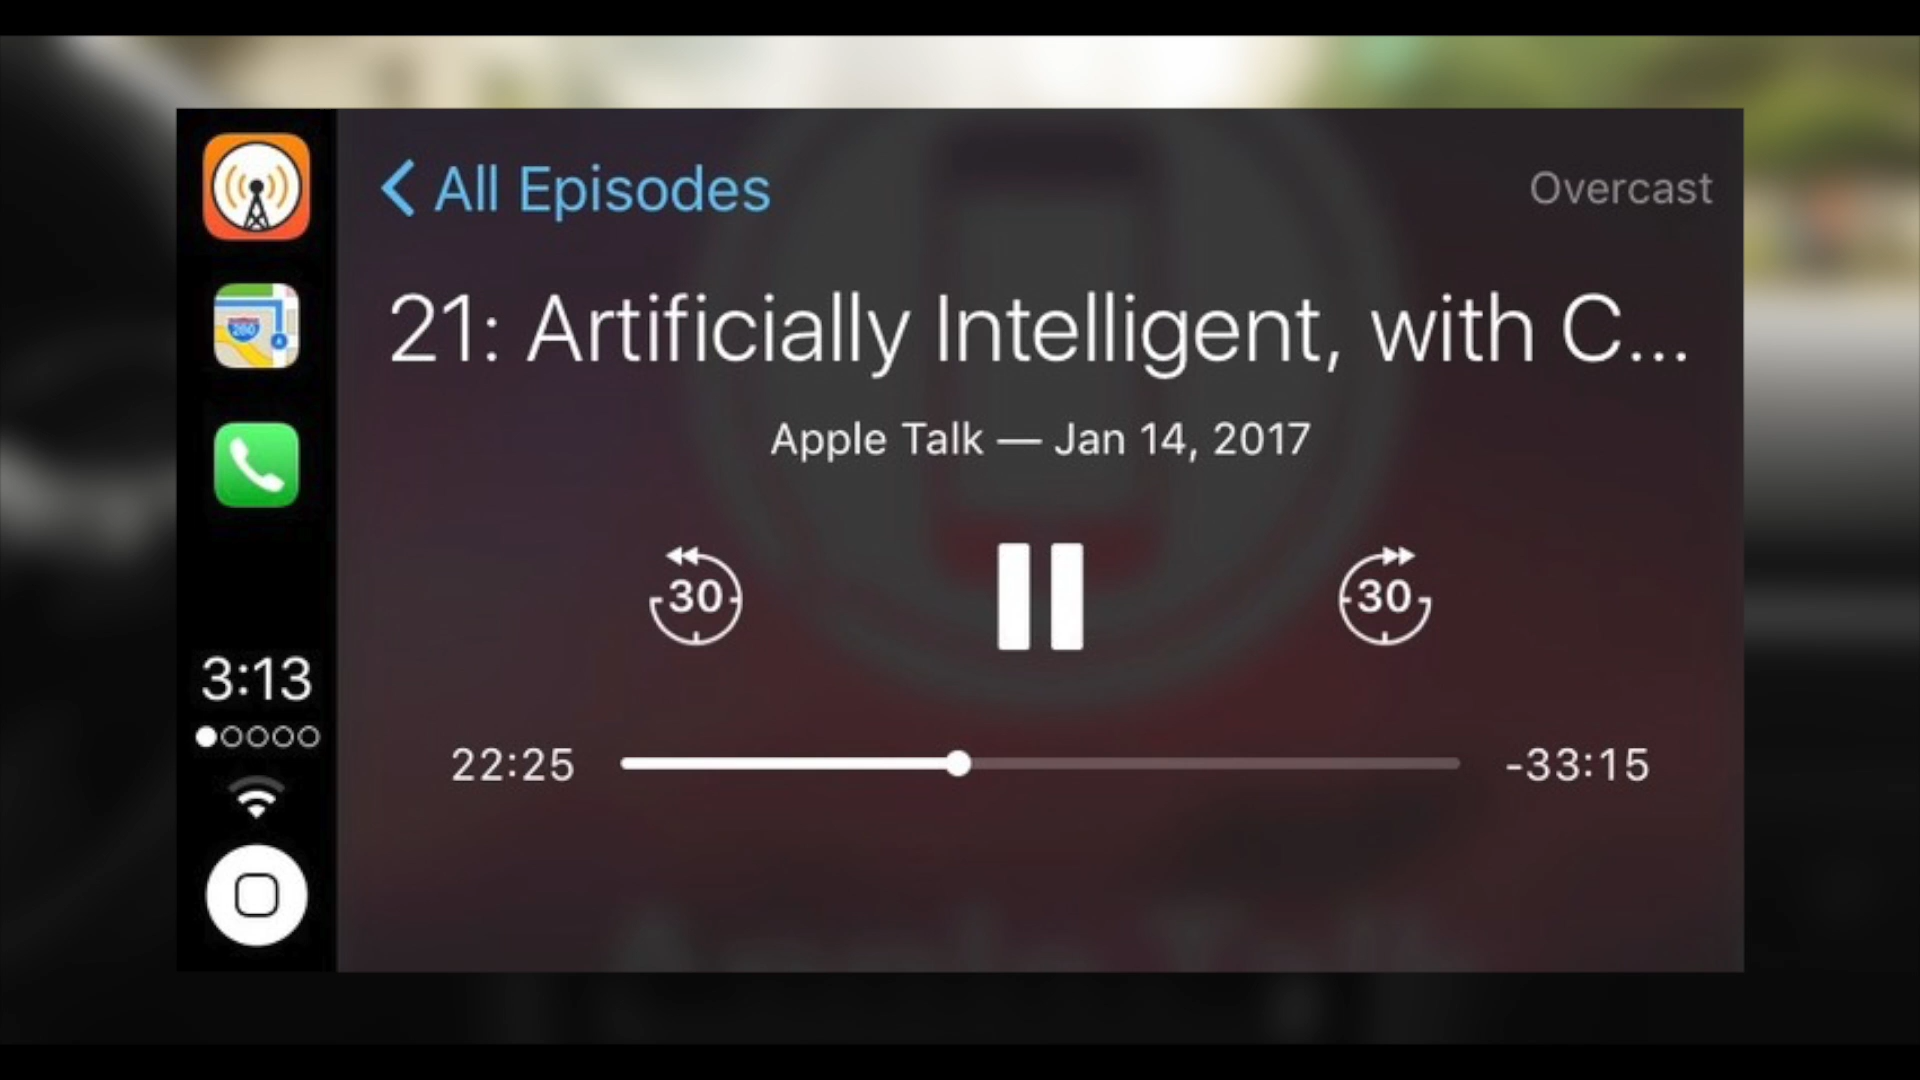 All Episodes
Overcast
21: Artificially Intelligent, with C...
Apple Talk — Jan 14, 2017
30
30
22:25
-33:15
280
3:13